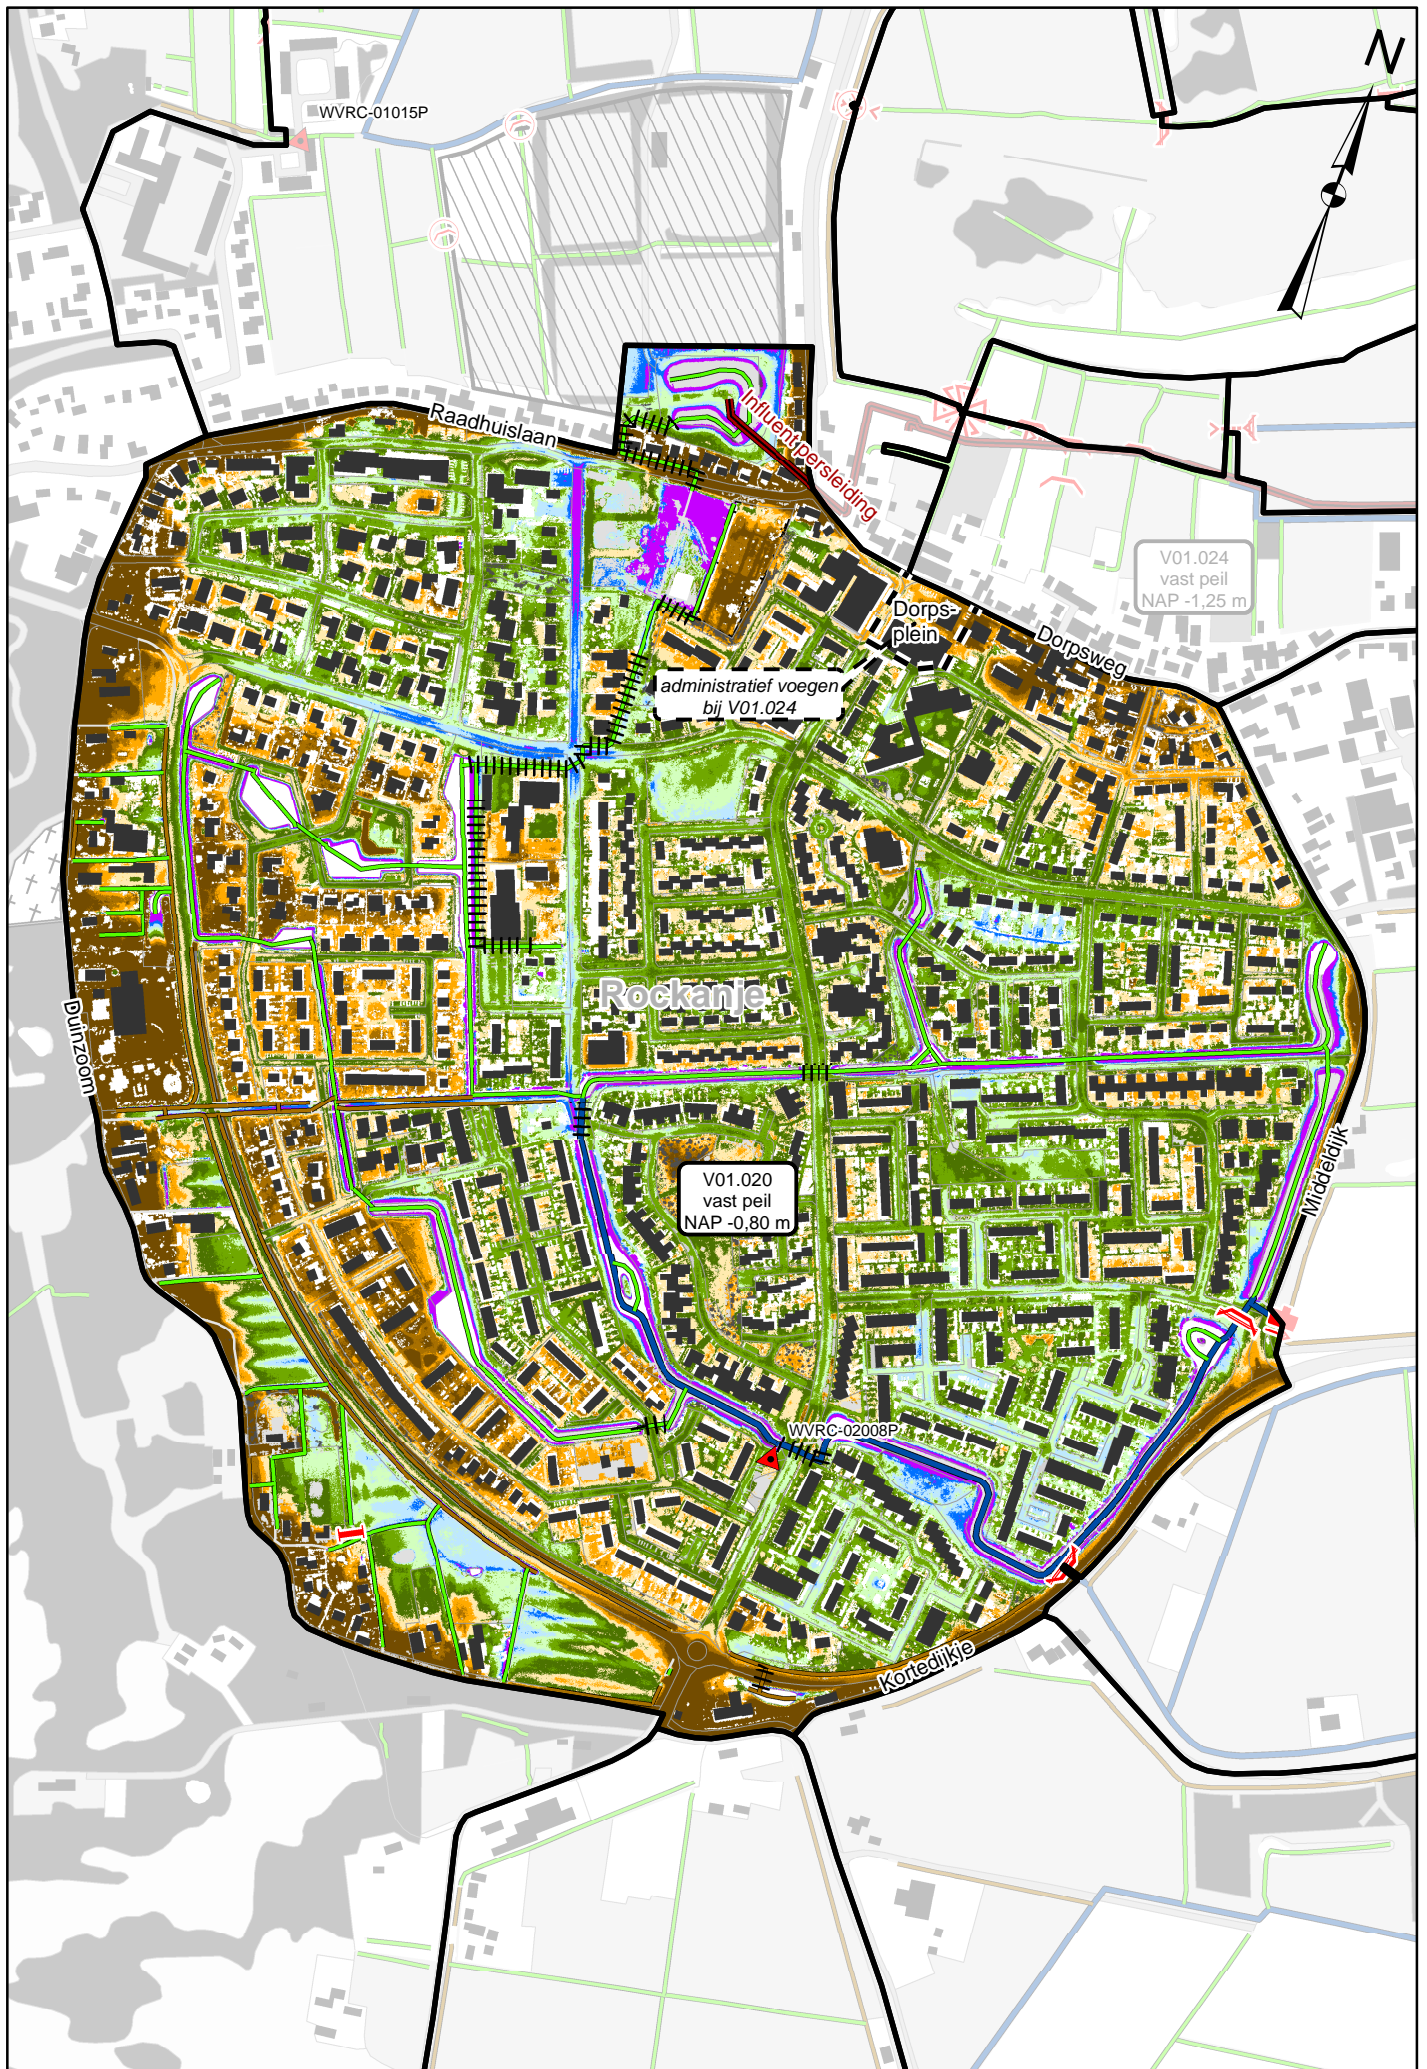 N
WVRC-01015P
Raadhuislaan
Influentpersleiding
V01.024
vast peil
NAP -1,25 m
Dorps-
plein
Dorpsweg
administratief voegen
bij V01.024
Rockanje
Duinzoom
Middeldijk
V01.020
vast peil
NAP -0,80 m
WVRC-02008P
Kortedijkje